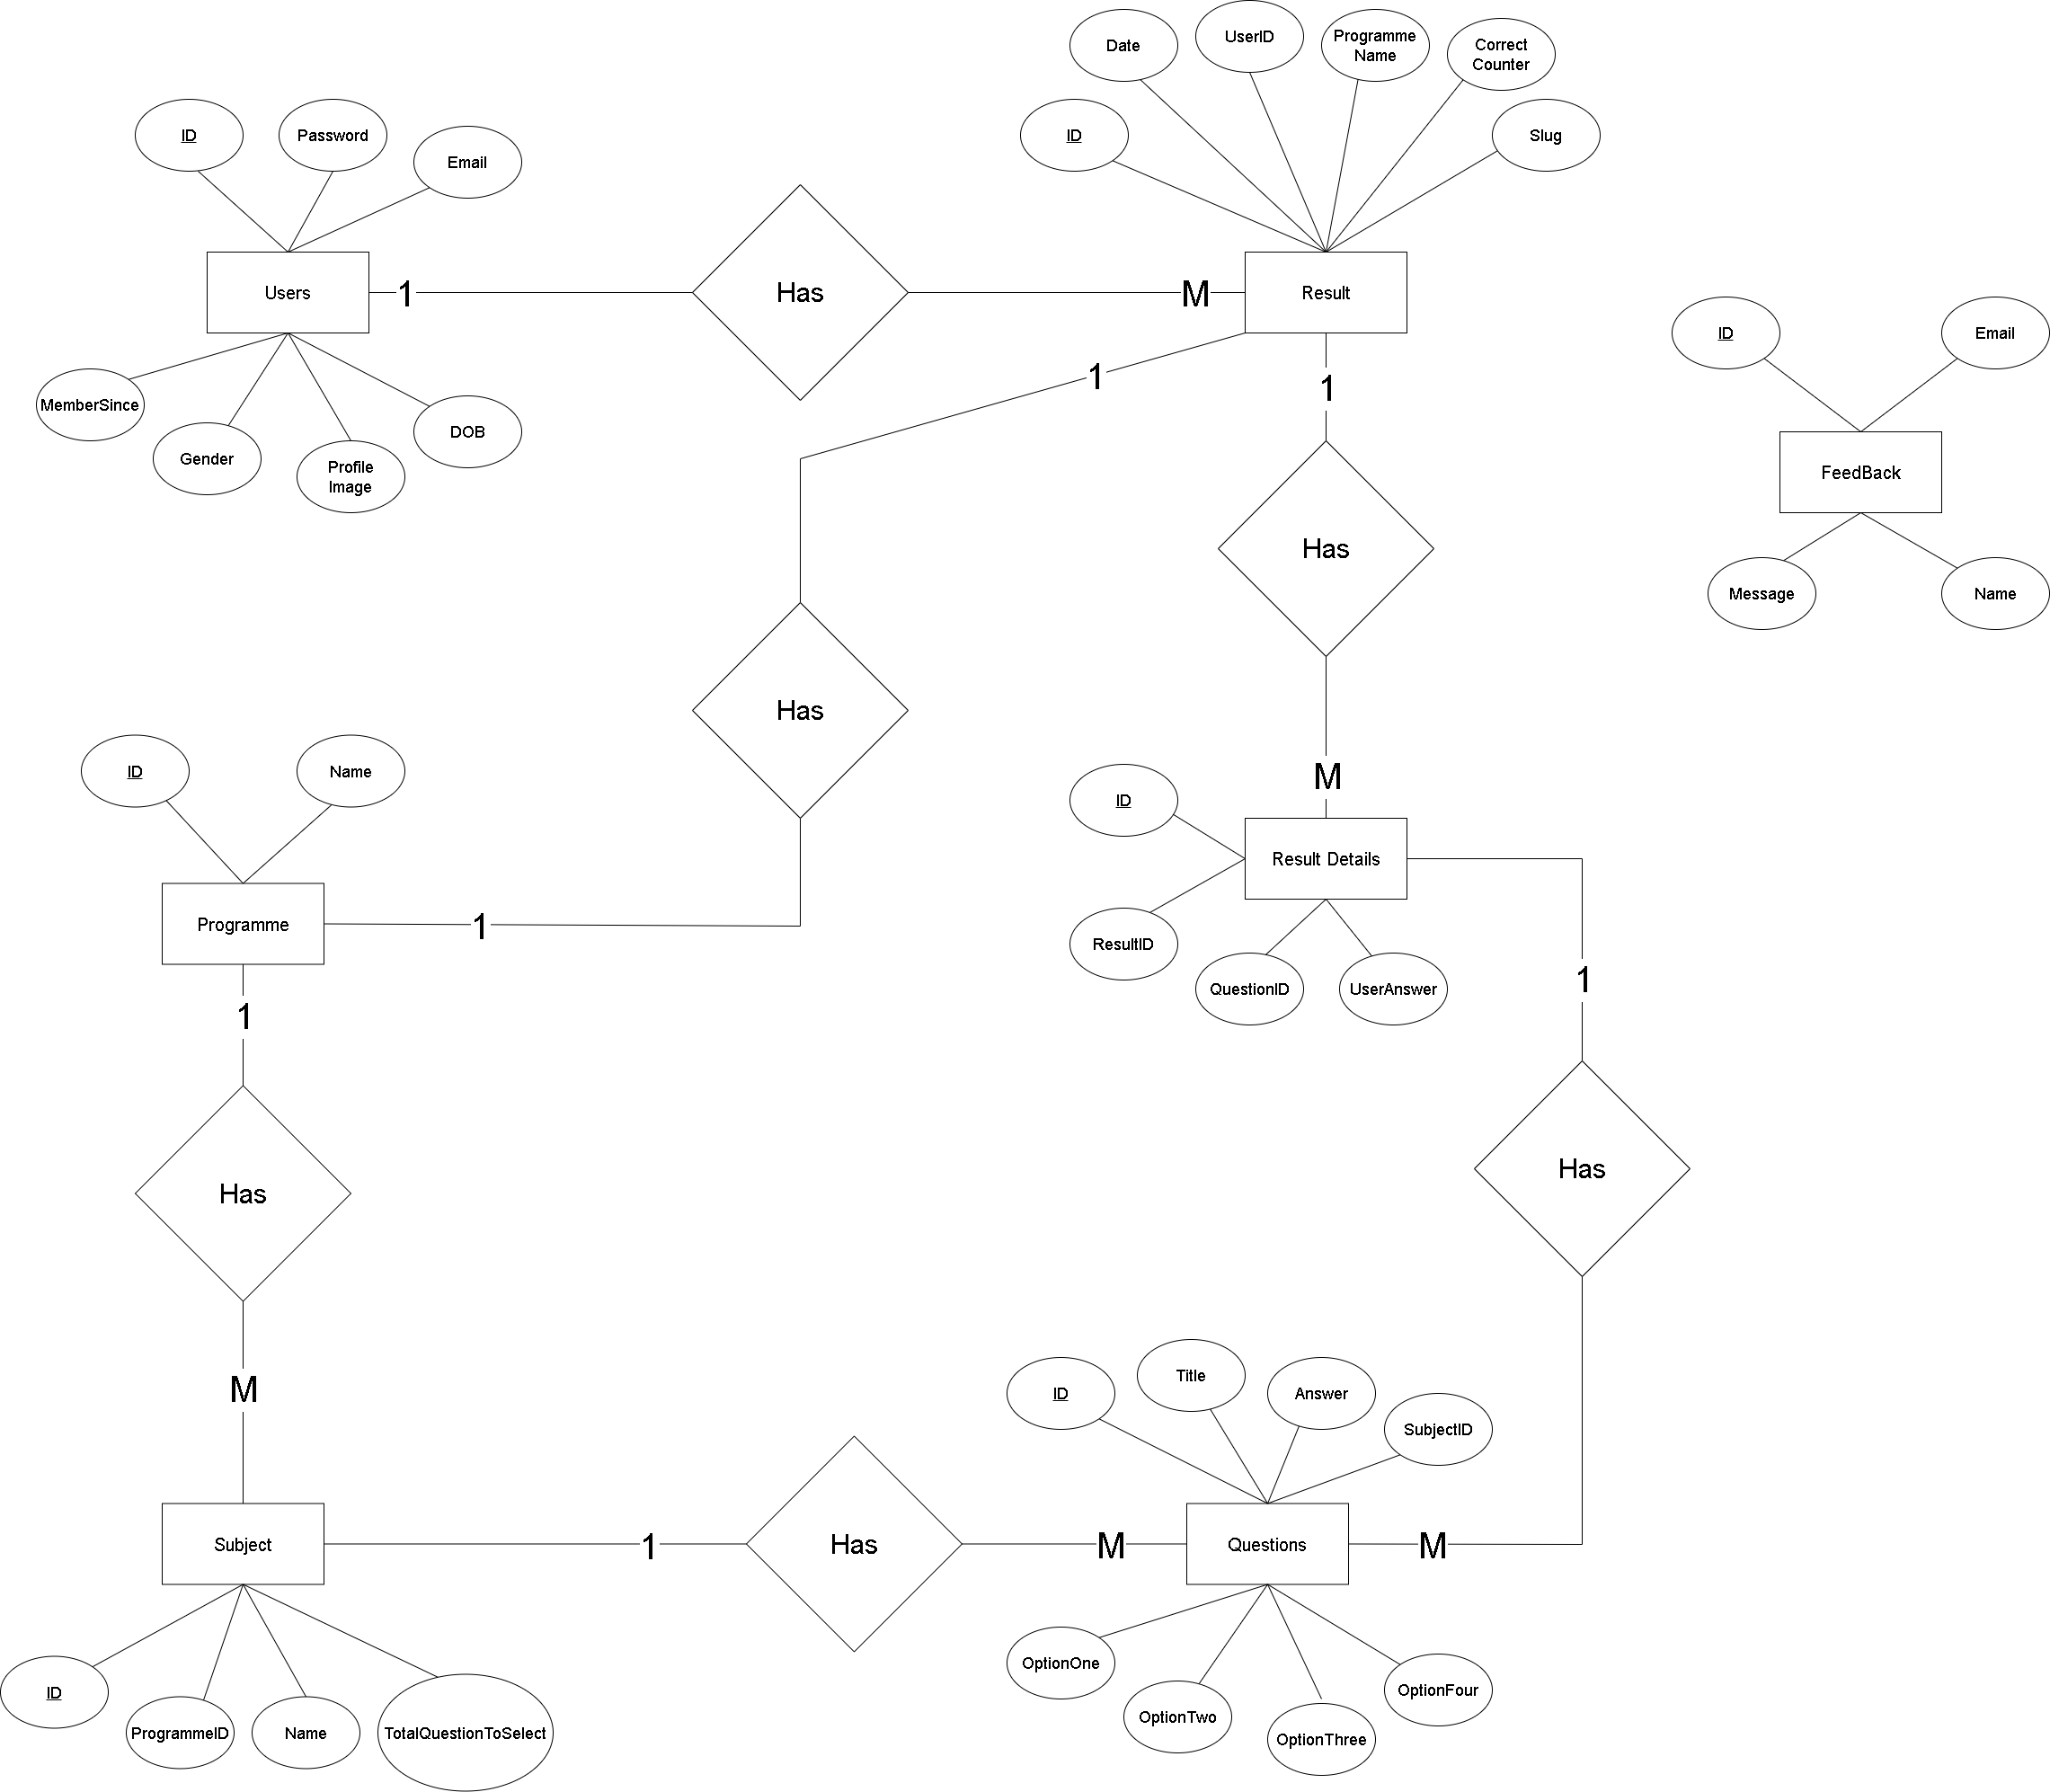 UserID
Date
Programme
Name
Correct
Counter
ID
Password
Email
ID
Slug
Users
1
Has
M
Result
ID
Email
MemberSince
Gender
Profile
Image
DOB
1
1
FeedBack
Has
Message
Name
Has
ID
Name
M
ID
Programme
1
Result Details
ResultID
QuestionID
UserAnswer
1
1
Has
Has
M
ID
Title
Answer
SubjectID
Subject
1
Has
M
Questions
M
ID
ProgrammeID
Name
TotalQuestionToSelect
OptionOne
OptionTwo
OptionThree
OptionFour